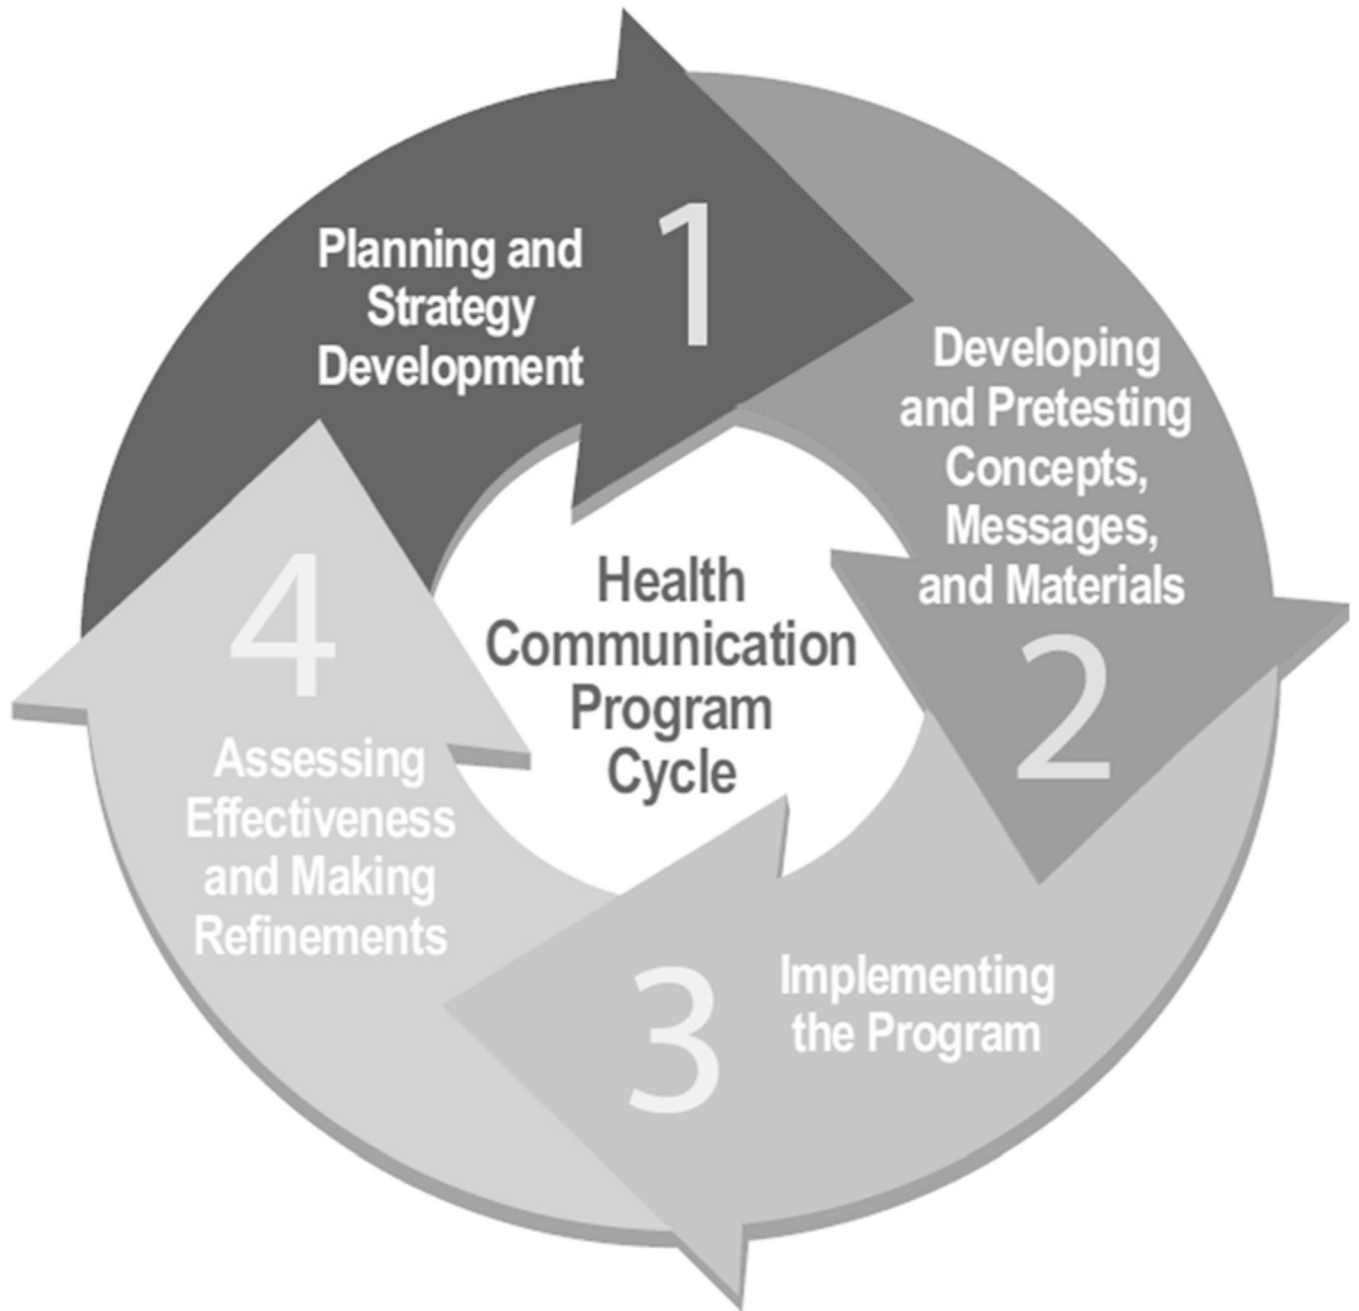 Planning and
Strategy
Development
1
Developing
and Pretesting
Concepts,
Messages,
and Materials
2
Implementing
the Program
3
Assessing
Effectiveness
and Making
Refinements
4
Health
Communication
Program
Cycle